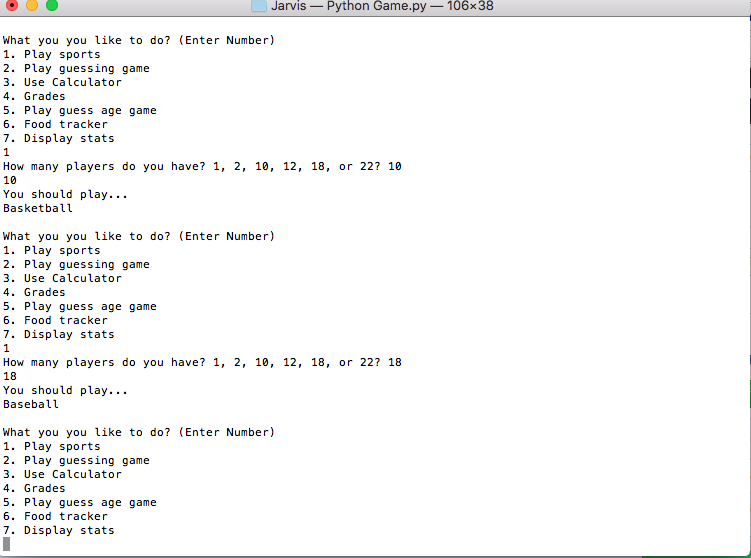 Jarvis — Python Game.py — 106×38
What you you like to do? (Enter Number)
1. Play sports
2. Play guessing game
3. Use Calculator
4. Grades
5. Play guess age game
6. Food tracker
7. Display stats
1
How many players do you have? 1, 2, 10, 12, 18, or 22? 10
10
You should play...
Basketball
What you you like to do? (Enter Number)
1. Play sports
2. Play guessing game
3. Use Calculator
4. Grades
5. Play guess age game
6. Food tracker
7. Display stats
1
How many players do you have? 1, 2, 10, 12, 18, or 22? 18
18
You should play...
Baseball
What you you like to do? (Enter Number)
1. Play sports
2. Play guessing game
3. Use Calculator
4. Grades
5. Play guess age game
6. Food tracker
7. Display stats